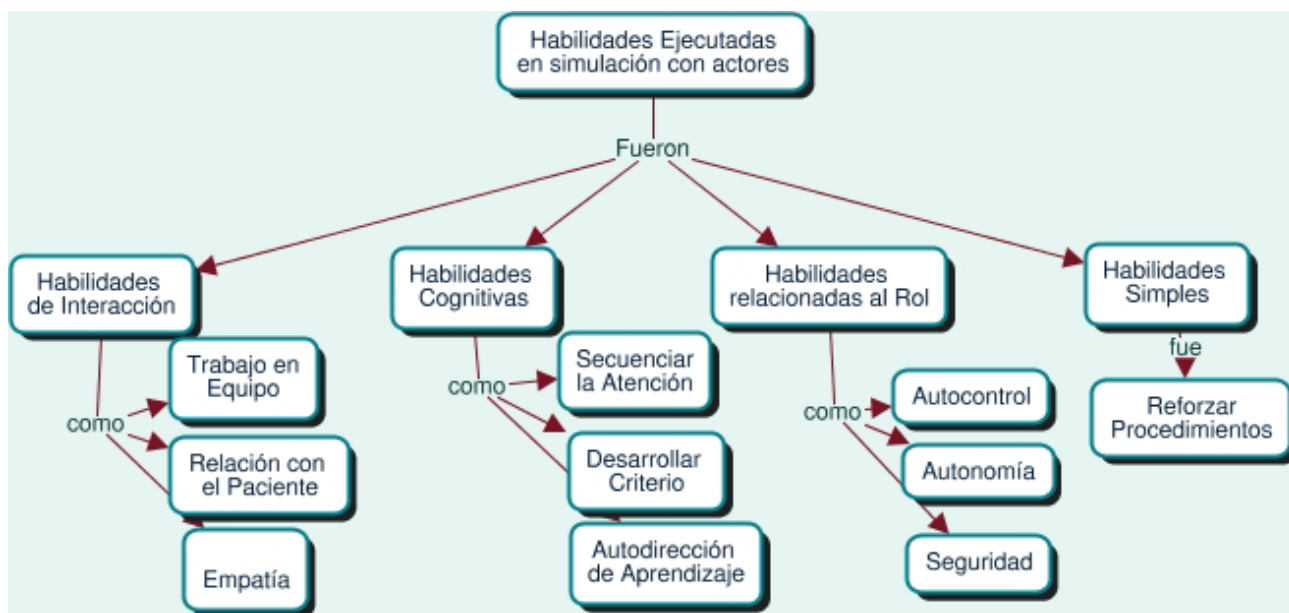 Habilidades Ejecutadas
en simulación con actores
Fueron
Habilidades
de Interacción
como
Trabajo en
Equipo
Relación con
el Paciente
Empatía
Habilidades
Cognitivas
como
Secuenciar
la Atención
Desarrollar
Criterio
Autodirección
de Aprendizaje
Habilidades
relacionadas al Rol
como
Autocontrol
Autonomía
Seguridad
Habilidades
Simples
fue
Reforzar
Procedimientos